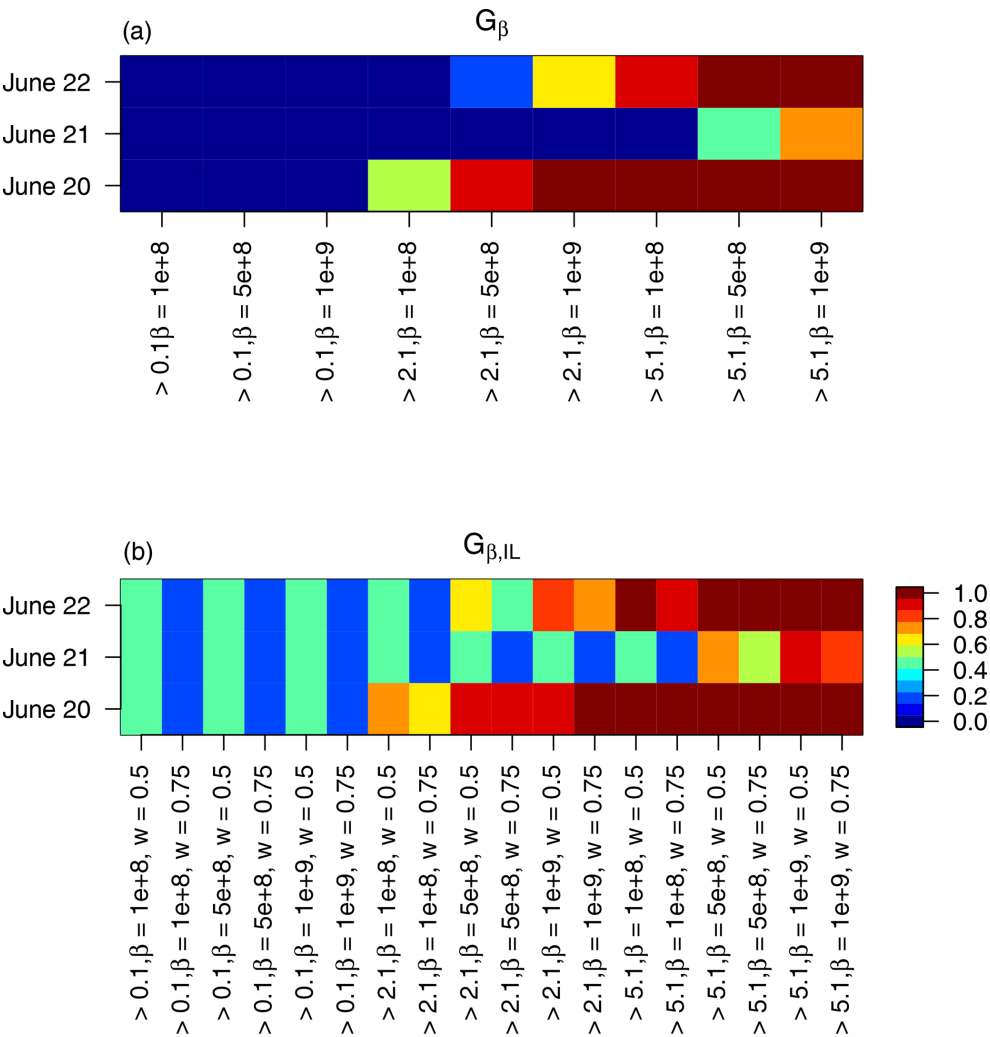 (a)
Gβ
June 22
June 21
June 20
> 0.1β = 1e+8
> 0.1,β = 5e+8
> 0.1,β = 1e+9
> 2.1,β = 1e+8
> 2.1,β = 5e+8
> 2.1,β = 1e+9
> 5.1,β = 1e+8
> 5.1,β = 5e+8
> 5.1,β = 1e+9
(b)
Gβ,IL
June 22
June 21
June 20
> 0.1,β = 1e+8, w = 0.5
> 0.1,β = 1e+8, w = 0.75
> 0.1,β = 5e+8, w = 0.5
> 0.1,β = 5e+8, w = 0.75
> 0.1,β = 1e+9, w = 0.5
> 0.1,β = 1e+9, w = 0.75
> 2.1,β = 1e+8, w = 0.5
> 2.1,β = 1e+8, w = 0.75
> 2.1,β = 5e+8, w = 0.5
> 2.1,β = 5e+8, w = 0.75
> 2.1,β = 1e+9, w = 0.5
> 2.1,β = 1e+9, w = 0.75
> 5.1,β = 1e+8, w = 0.5
> 5.1,β = 1e+8, w = 0.75
> 5.1,β = 5e+8, w = 0.5
> 5.1,β = 5e+8, w = 0.75
> 5.1,β = 1e+9, w = 0.5
> 5.1,β = 1e+9, w = 0.75
1.0
0.8
0.6
0.4
0.2
0.0